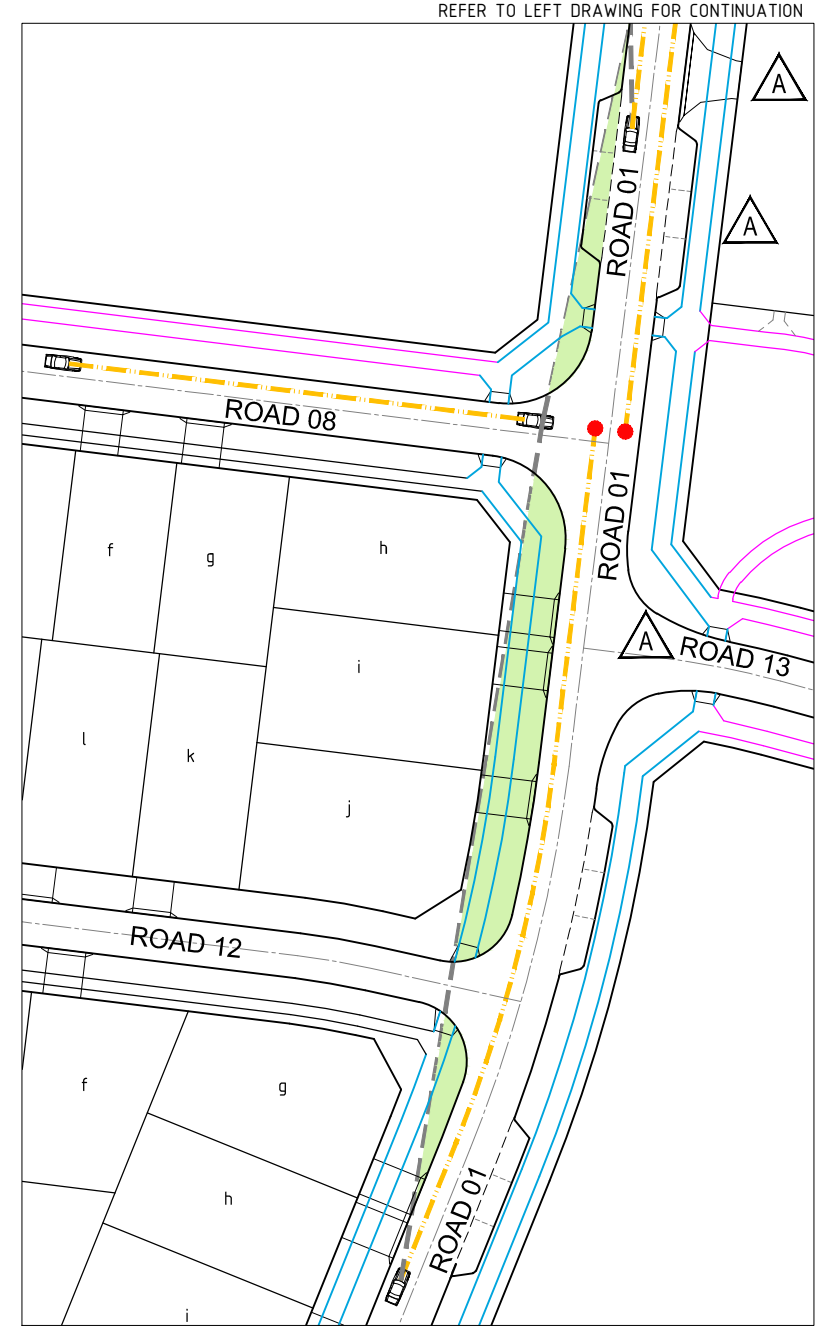 REFER TO LEFT DRAWING FOR CONTINUATION
A
ROAD 01
A
ROAD 08
ROAD 01
f
g
h
i
A
ROAD 13
l
k
j
ROAD 12
f
g
h
ROAD 01
i